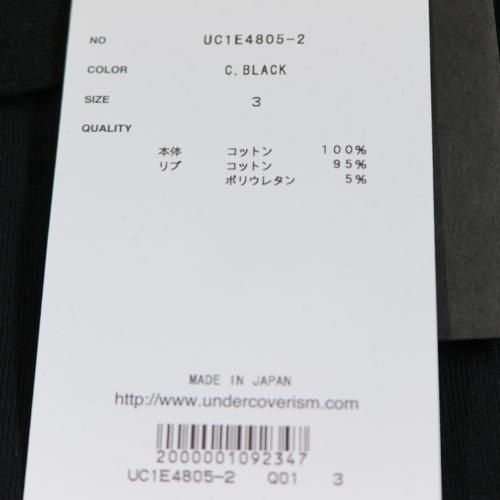 NO UC1E4805-2
COLOR C.BLACK
SIZE 3
QUALITY
本体 コットン 100%
リブ コットン 95%
ポリウレタン 5%
MADE IN JAPAN
http://www.undercoverism.com
2000001092347
UC1E4805-2 Q01 3